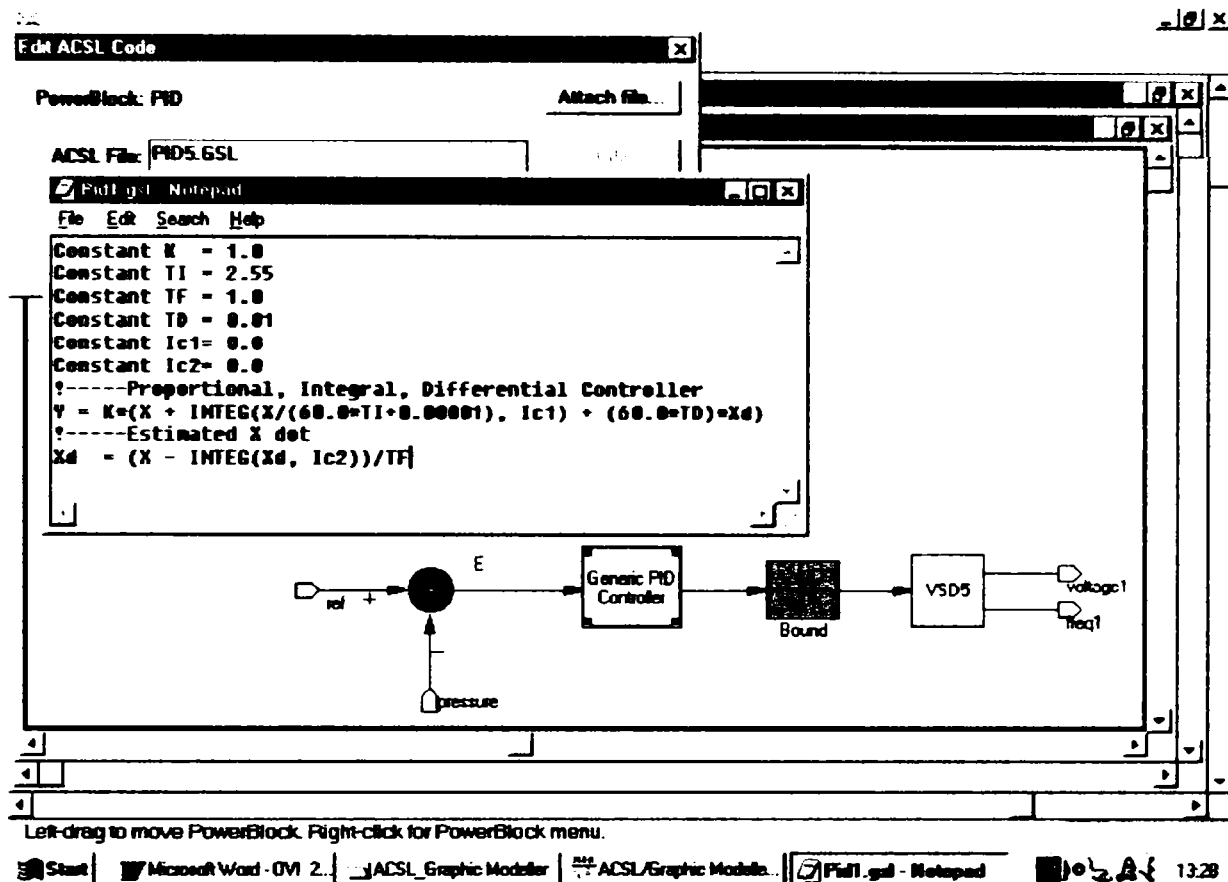 Edit ACSL Code
PowerBlock: PID
Attach file...
ACSL File: PID5.GSL
Pid1.gsl - Notepad
File Edit Search Help
Constant K = 1.0
Constant TI = 2.55
Constant TF = 1.0
Constant TD = 0.01
Constant Ic1= 0.0
Constant Ic2= 0.0
!-----Proportional, Integral, Differential Controller
Y = K*(X + INTEG(X/(60.0*TI+0.00001), Ic1) + (60.0*TD)*Xd)
!-----Estimated X dot
Xd = (X - INTEG(Xd, Ic2))/TF
E
ref +
Generic PID
Controller
Bound
VSD5
voltage1
freq1
pressure
Left-drag to move PowerBlock. Right-click for PowerBlock menu.
Start Microsoft Word - OVI_2... ACSL_Graphic Modeller ACSL/Graphic Modelle... Pid1.gsl - Notepad 13:28